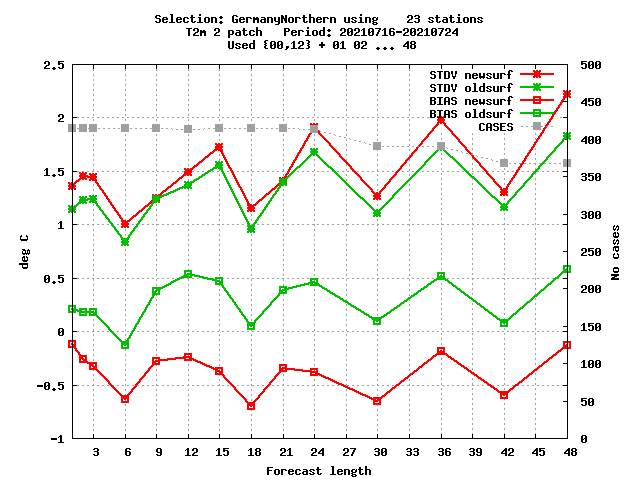 Selection: GermanyNorthern using    23 stations
T2m 2 patch   Period: 20210716-20210724
Used {00,12} + 01 02 ... 48
STDV newsurf
STDV oldsurf
BIAS newsurf
BIAS oldsurf
CASES
2.5
2
1.5
1
0.5
0
-0.5
-1
deg C
500
450
400
350
300
250
200
150
100
50
0
No cases
3 6 9 12 15 18 21 24 27 30 33 36 39 42 45 48
Forecast length